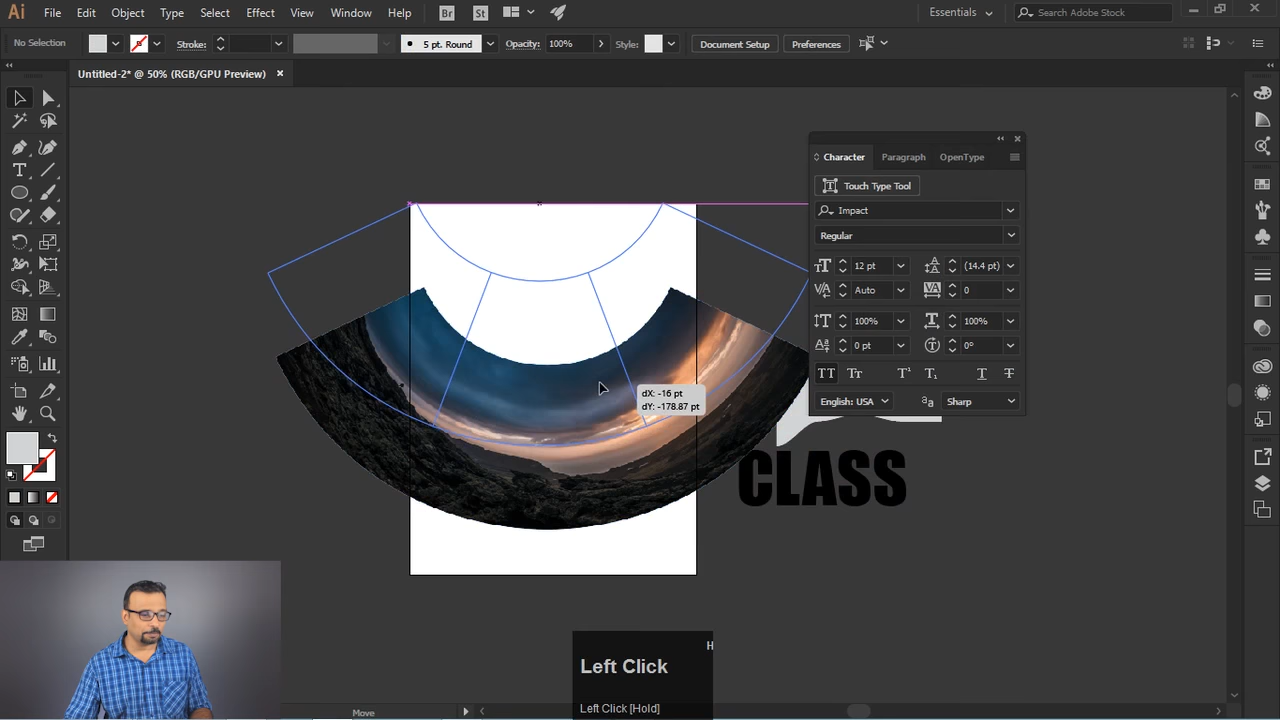 Ai File Edit Object Type Select Effect View Window Help Br St Essentials Search Adobe Stock
No Selection Stroke: 5 pt. Round Opacity: 100% Style: Document Setup Preferences
Untitled-2* @ 50% (RGB/GPU Preview)
Character Paragraph OpenType
Touch Type Tool
Impact
Regular
12 pt (14.4 pt)
Auto 0
100% 100%
0 pt 0°
English: USA Sharp
dX: -16 pt
dY: -178.87 pt
CLASS
H
Left Click
Left Click [Hold]
Move